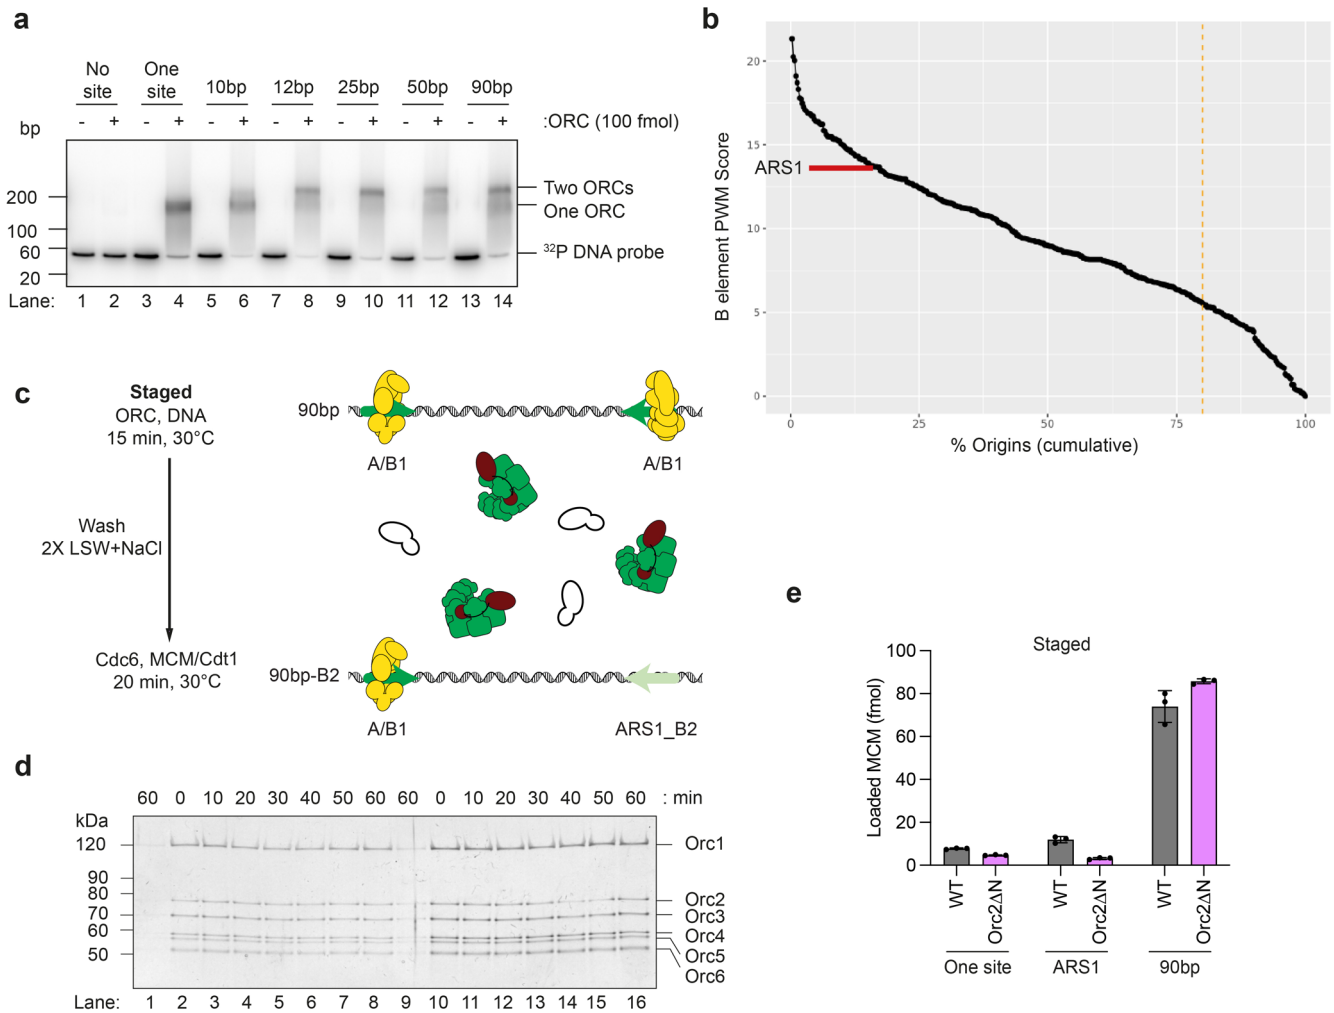 a
No site
One site
10bp
12bp
25bp
50bp
90bp
- + - + - + - + - + - + - +
:ORC (100 fmol)
bp
200
100
60
20
Two ORCs
One ORC
32P DNA probe
Lane: 1 2 3 4 5 6 7 8 9 10 11 12 13 14
b
B element PWM Score
20
15
10
5
0
ARS1
0 25 50 75 100
% Origins (cumulative)
c
Staged
ORC, DNA
15 min, 30°C
Wash
2X LSW+NaCl
Cdc6, MCM/Cdt1
20 min, 30°C
90bp
A/B1
A/B1
90bp-B2
A/B1
ARS1_B2
d
60 0 10 20 30 40 50 60 60 0 10 20 30 40 50 60 : min
kDa
120
90
80
70
60
50
Orc1
Orc2
Orc3
Orc4
Orc5
Orc6
Lane: 1 2 3 4 5 6 7 8 9 10 11 12 13 14 15 16
e
Staged
Loaded MCM (fmol)
100
80
60
40
20
0
WT
Orc2ΔN
WT
Orc2ΔN
WT
Orc2ΔN
One site
ARS1
90bp